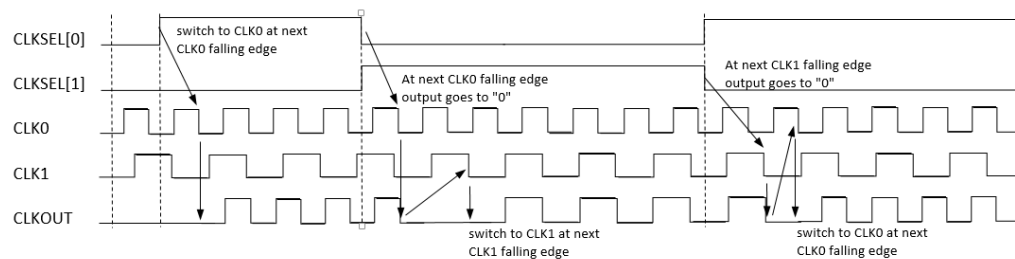 CLKSEL[0]
switch to CLK0 at next
CLK0 falling edge
CLKSEL[1]
At next CLK0 falling edge
output goes to "0"
At next CLK1 falling edge
output goes to "0"
CLK0
CLK1
CLKOUT
switch to CLK1 at next
CLK1 falling edge
switch to CLK0 at next
CLK0 falling edge